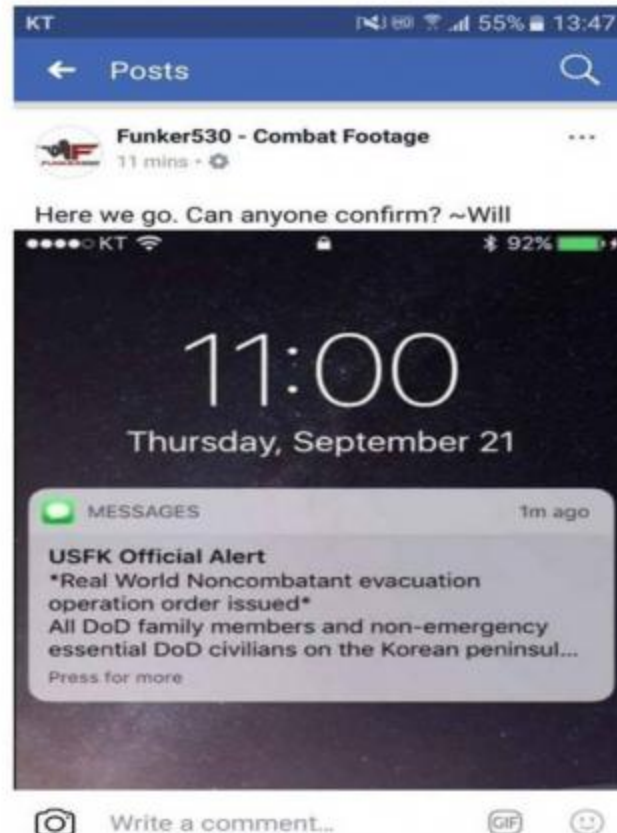 KT 55% 13:47
Posts
Funker530 - Combat Footage
11 mins
Here we go. Can anyone confirm? ~Will
KT 92%
11:00
Thursday, September 21
MESSAGES 1m ago
USFK Official Alert
*Real World Noncombatant evacuation
operation order issued*
All DoD family members and non-emergency
essential DoD civilians on the Korean peninsul...
Press for more
Write a comment... GIF